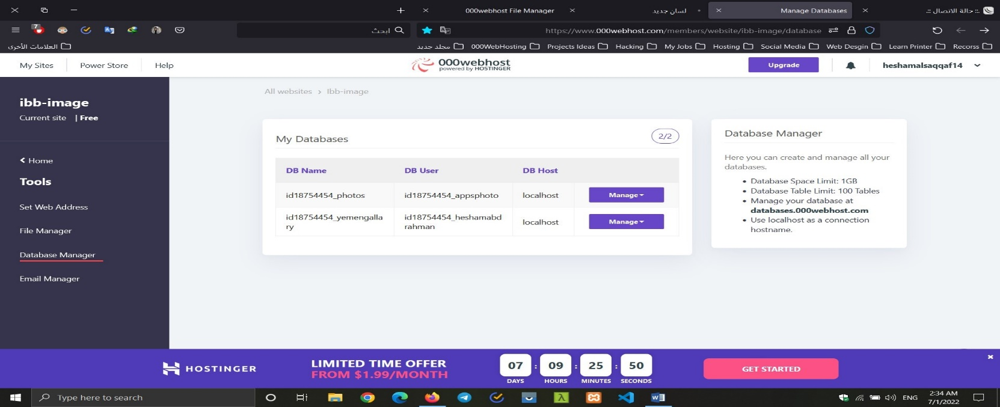 000webhost File Manager
لسان جديد
Manage Databases
.:: حالة الاتصال ::.
7
ابحث
https://www.000webhost.com/members/website/ibb-image/database
العلامات الأخرى
مجلد جديد
000WebHosting
Projects Ideas
Hacking
My Jobs
Hosting
Social Media
Web Desgin
Learn Printer
Recorss
My Sites
Power Store
Help
000webhost
powered by HOSTINGER
Upgrade
heshamalsaqqaf14
ibb-image
Current site | Free
Home
Tools
Set Web Address
File Manager
Database Manager
Email Manager
All websites › Ibb-image
My Databases
2/2
DB Name DB User DB Host
id18754454_photos id18754454_appsphoto localhost Manage
id18754454_yemengalla id18754454_heshamabd localhost Manage
ry rahman
Database Manager
Here you can create and manage all your
databases.
• Database Space Limit: 1GB
• Database Table Limit: 100 Tables
• Manage your database at
databases.000webhost.com
• Use localhost as a connection
hostname.
HOSTINGER
LIMITED TIME OFFER
FROM $1.99/MONTH
07 : 09 : 25 : 50
DAYS HOURS MINUTES SECONDS
GET STARTED
Type here to search
ENG
2:34 AM
7/1/2022